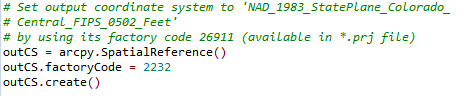 # Set output coordinate system to 'NAD_1983_StatePlane_Colorado_
# Central_FIPS_0502_Feet'
# by using its factory code 26911 (available in *.prj file)
outCS = arcpy.SpatialReference()
outCS.factoryCode = 2232
outCS.create()